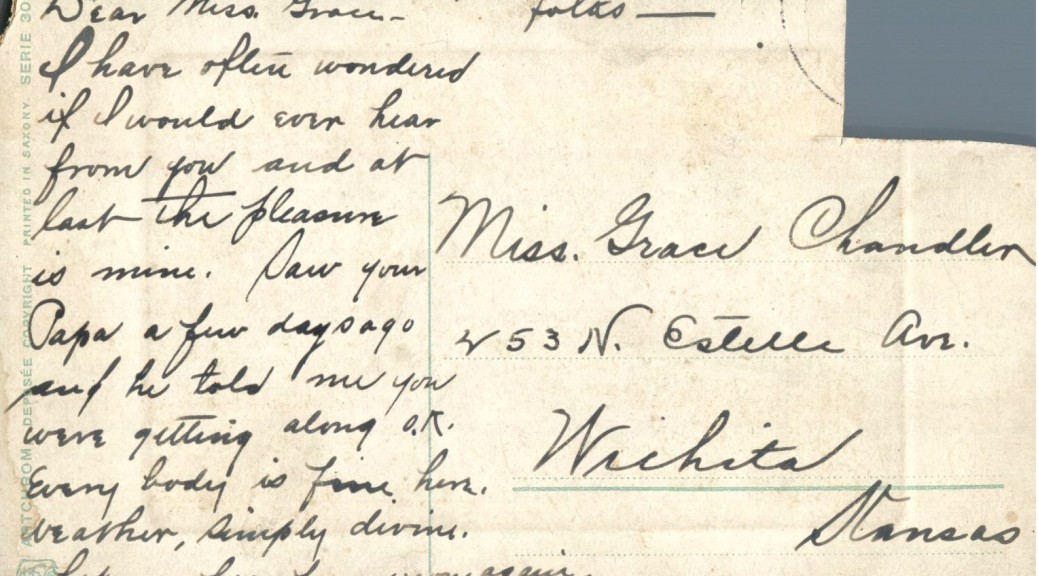 Dear Miss. Grace -
folks —
I have often wondered
if I would ever hear
from you and at
last the pleasure
is mine. Saw your
Papa a few days ago
and he told me you
were getting along O.K.
Every body is fine here.
weather, simply divine.
again
Miss. Grace Chandler
253 N. Estelle Ave.
Wichita
Kansas
PRINTED IN SAXONY. SERIE 30
DEPOSÉE COPYRIGHT